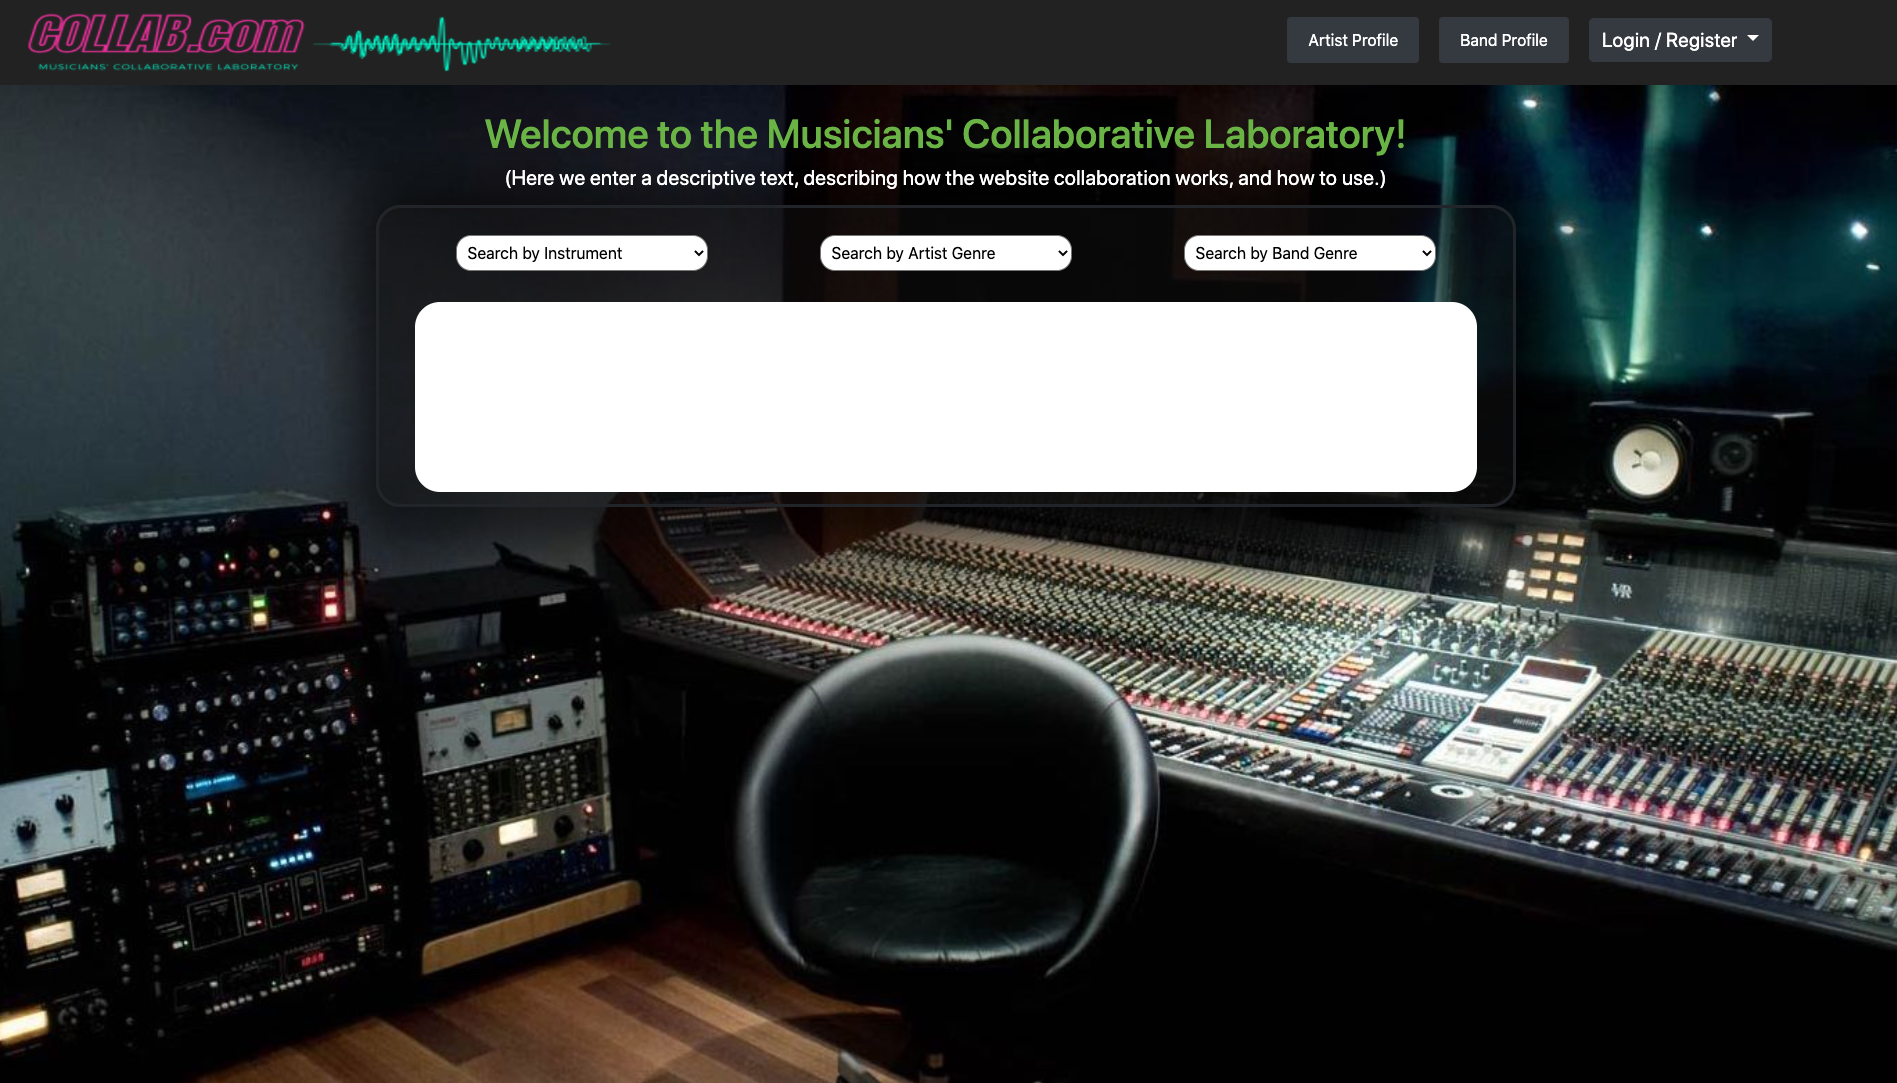 COLLAB.com
MUSICIANS' COLLABORATIVE LABORATORY
Artist Profile
Band Profile
Login / Register
Welcome to the Musicians' Collaborative Laboratory!
(Here we enter a descriptive text, describing how the website collaboration works, and how to use.)
Search by Instrument
Search by Artist Genre
Search by Band Genre
VR